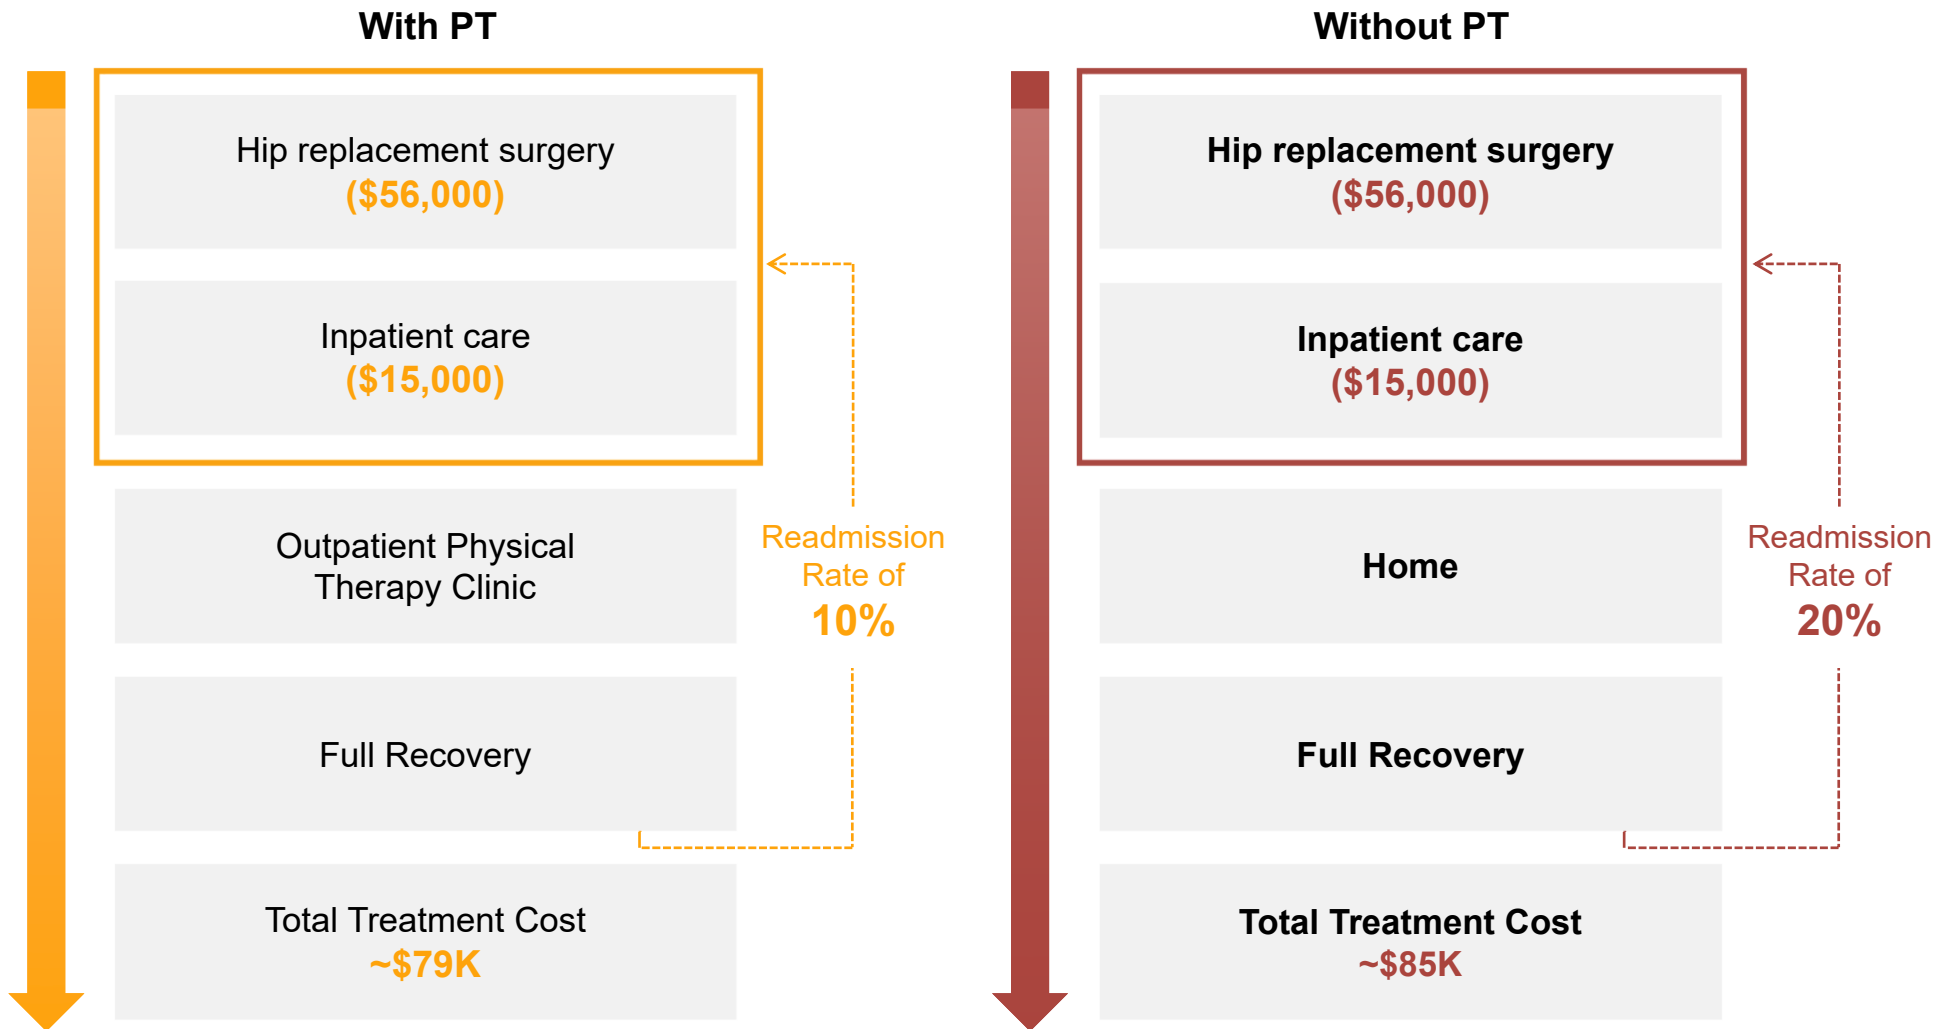 With PT
Hip replacement surgery
($56,000)
Inpatient care
($15,000)
Outpatient Physical
Therapy Clinic
Full Recovery
Total Treatment Cost
~$79K
Readmission
Rate of
10%
Without PT
Hip replacement surgery
($56,000)
Inpatient care
($15,000)
Home
Full Recovery
Total Treatment Cost
~$85K
Readmission
Rate of
20%